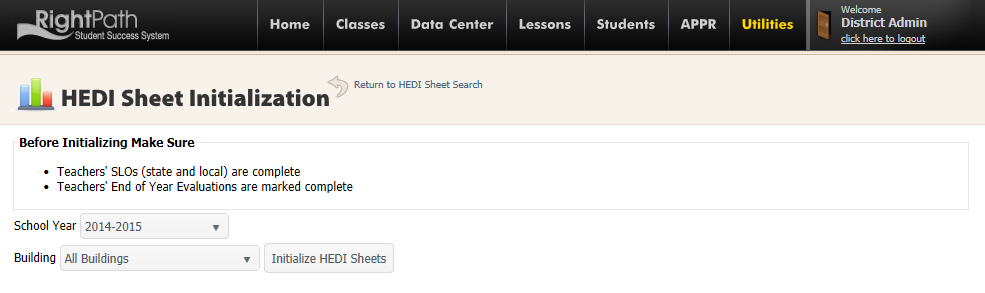 RightPath
Student Success System
Home Classes Data Center Lessons Students APPR Utilities
Welcome
District Admin
click here to logout
HEDI Sheet Initialization
Return to HEDI Sheet Search
Before Initializing Make Sure
• Teachers' SLOs (state and local) are complete
• Teachers' End of Year Evaluations are marked complete
School Year 2014-2015
Building All Buildings Initialize HEDI Sheets